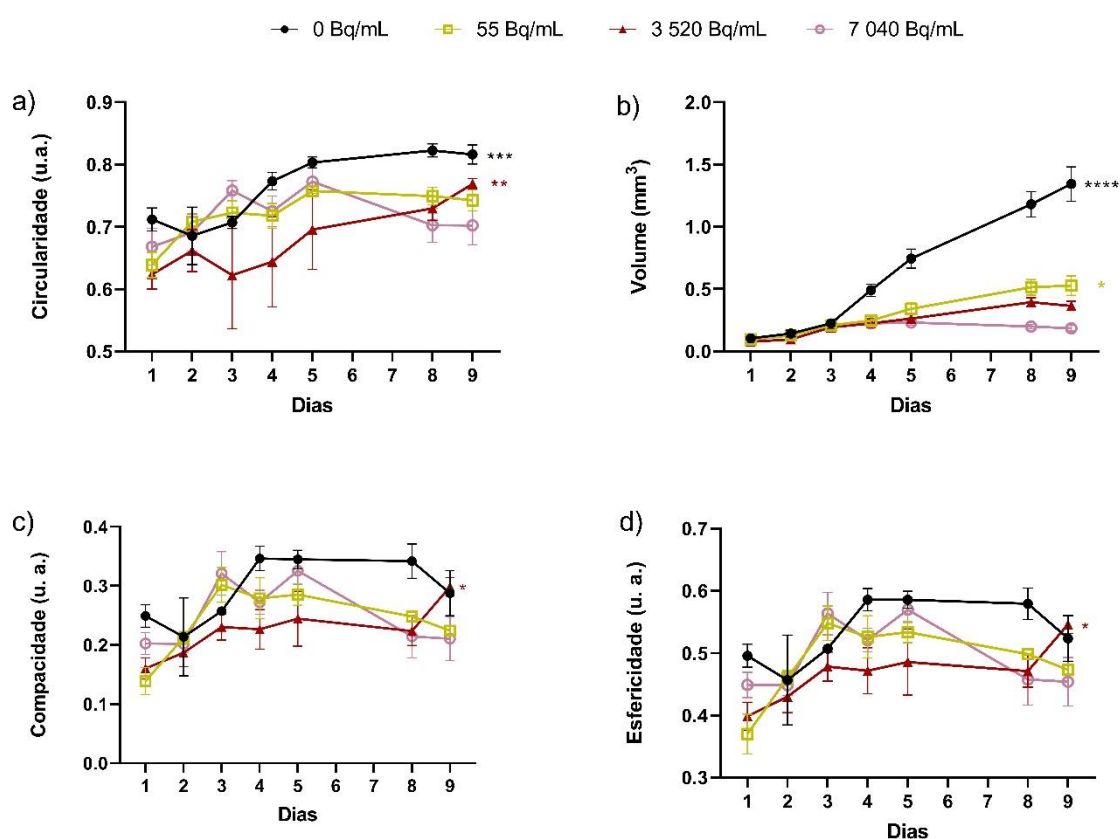 0 Bq/mL 55 Bq/mL 3 520 Bq/mL 7 040 Bq/mL
a)
Circularidade (u.a.)
0.9
0.8
0.7
0.6
0.5
***
**
1 2 3 4 5 6 7 8 9
Dias
b)
Volume (mm³)
2.0
1.5
1.0
0.5
0.0
****
*
1 2 3 4 5 6 7 8 9
Dias
c)
Compacidade (u. a.)
0.4
0.3
0.2
0.1
0.0
*
1 2 3 4 5 6 7 8 9
Dias
d)
Esfericidade (u. a.)
0.7
0.6
0.5
0.4
0.3
*
1 2 3 4 5 6 7 8 9
Dias